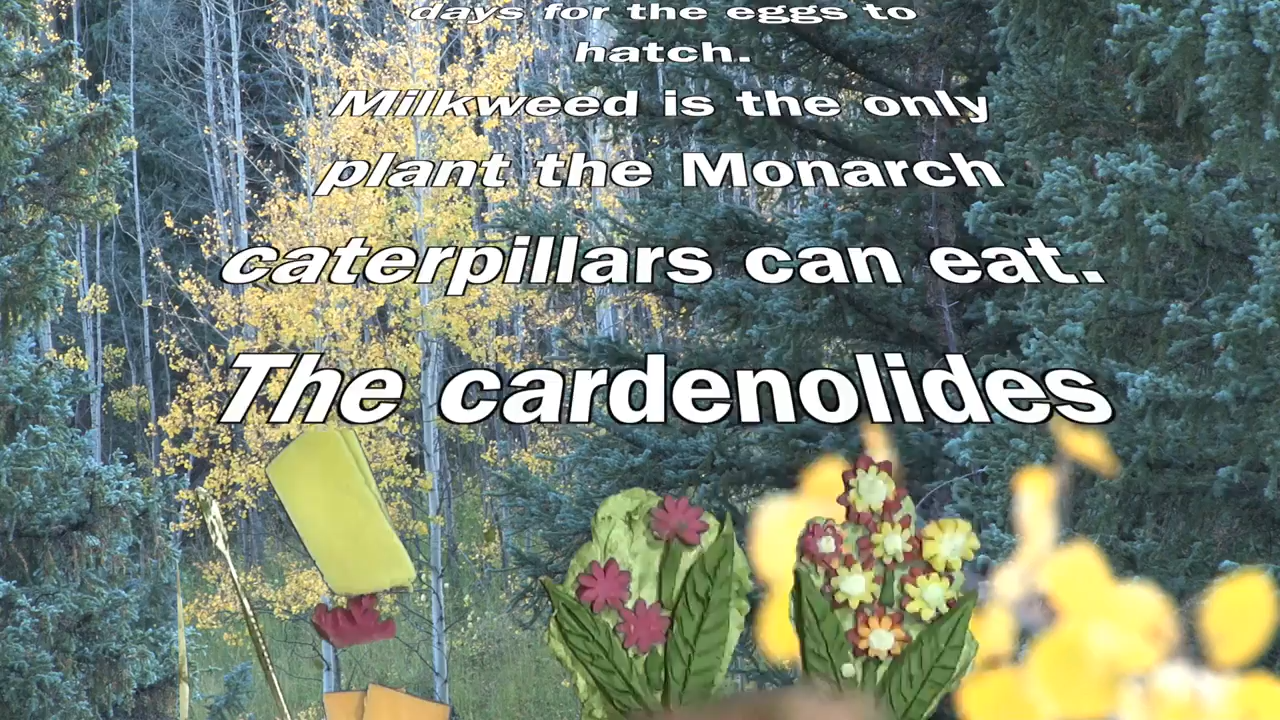 days for the eggs to
hatch.
Milkweed is the only
plant the Monarch
caterpillars can eat.
The cardenolides